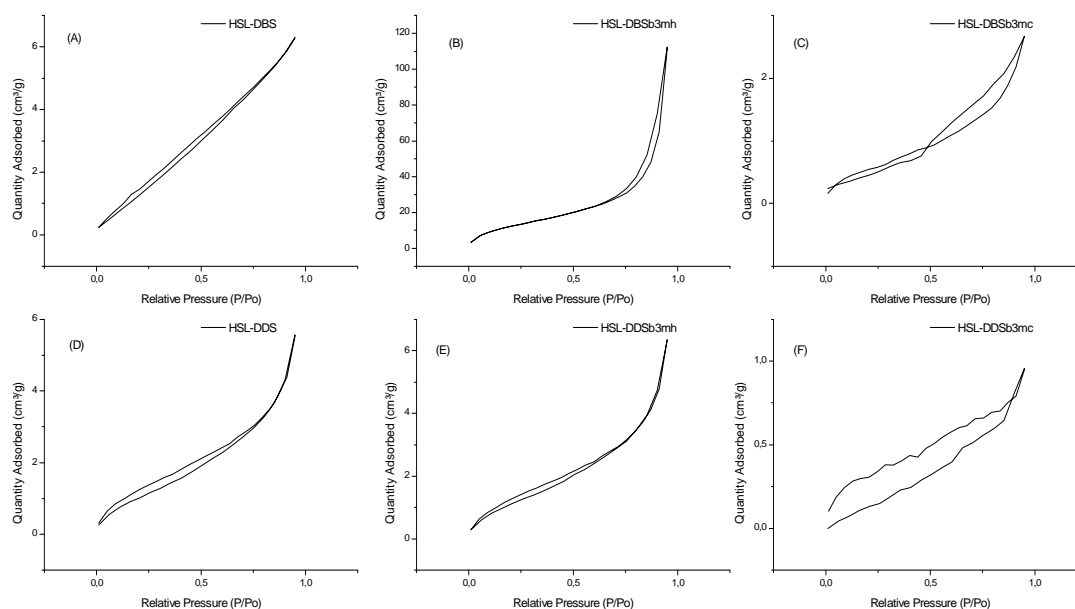 (A)
HSL-DBS
Quantity Adsorbed (cm³/g)
6
4
2
0
0,0
0,5
1,0
Relative Pressure (P/Po)
(B)
HSL-DBSb3mh
Quantity Adsorbed (cm³/g)
120
100
80
60
40
20
0
0,0
0,5
1,0
Relative Pressure (P/Po)
(C)
HSL-DBSb3mc
Quantity Adsorbed (cm³/g)
2
0
0,0
0,5
1,0
Relative Pressure (P/Po)
(D)
HSL-DDS
Quantity Adsorbed (cm³/g)
6
4
2
0
0,0
0,5
1,0
Relative Pressure (P/Po)
(E)
HSL-DDSb3mh
Quantity Adsorbed (cm³/g)
6
4
2
0
0,0
0,5
1,0
Relative Pressure (P/Po)
(F)
HSL-DDSb3mc
Quantity Adsorbed (cm³/g)
1,0
0,5
0,0
0,0
0,5
1,0
Relative Pressure (P/Po)